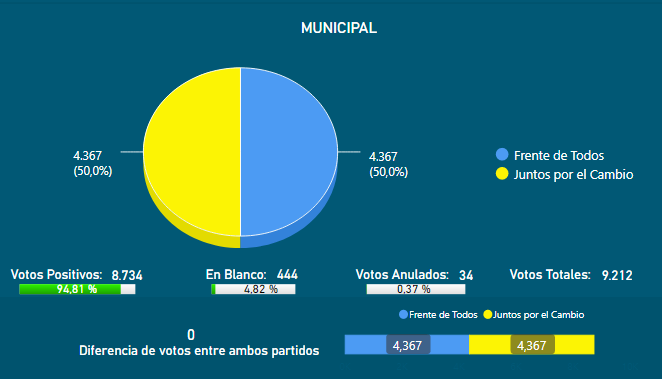 MUNICIPAL
4.367
(50,0%)
4.367
(50,0%)
Frente de Todos
Juntos por el Cambio
Votos Positivos: 8.734
94,81 %
En Blanco: 444
4,82 %
Votos Anulados: 34
0,37 %
Votos Totales: 9.212
Frente de Todos Juntos por el Cambio
0
Diferencia de votos entre ambos partidos
4,367 4,367